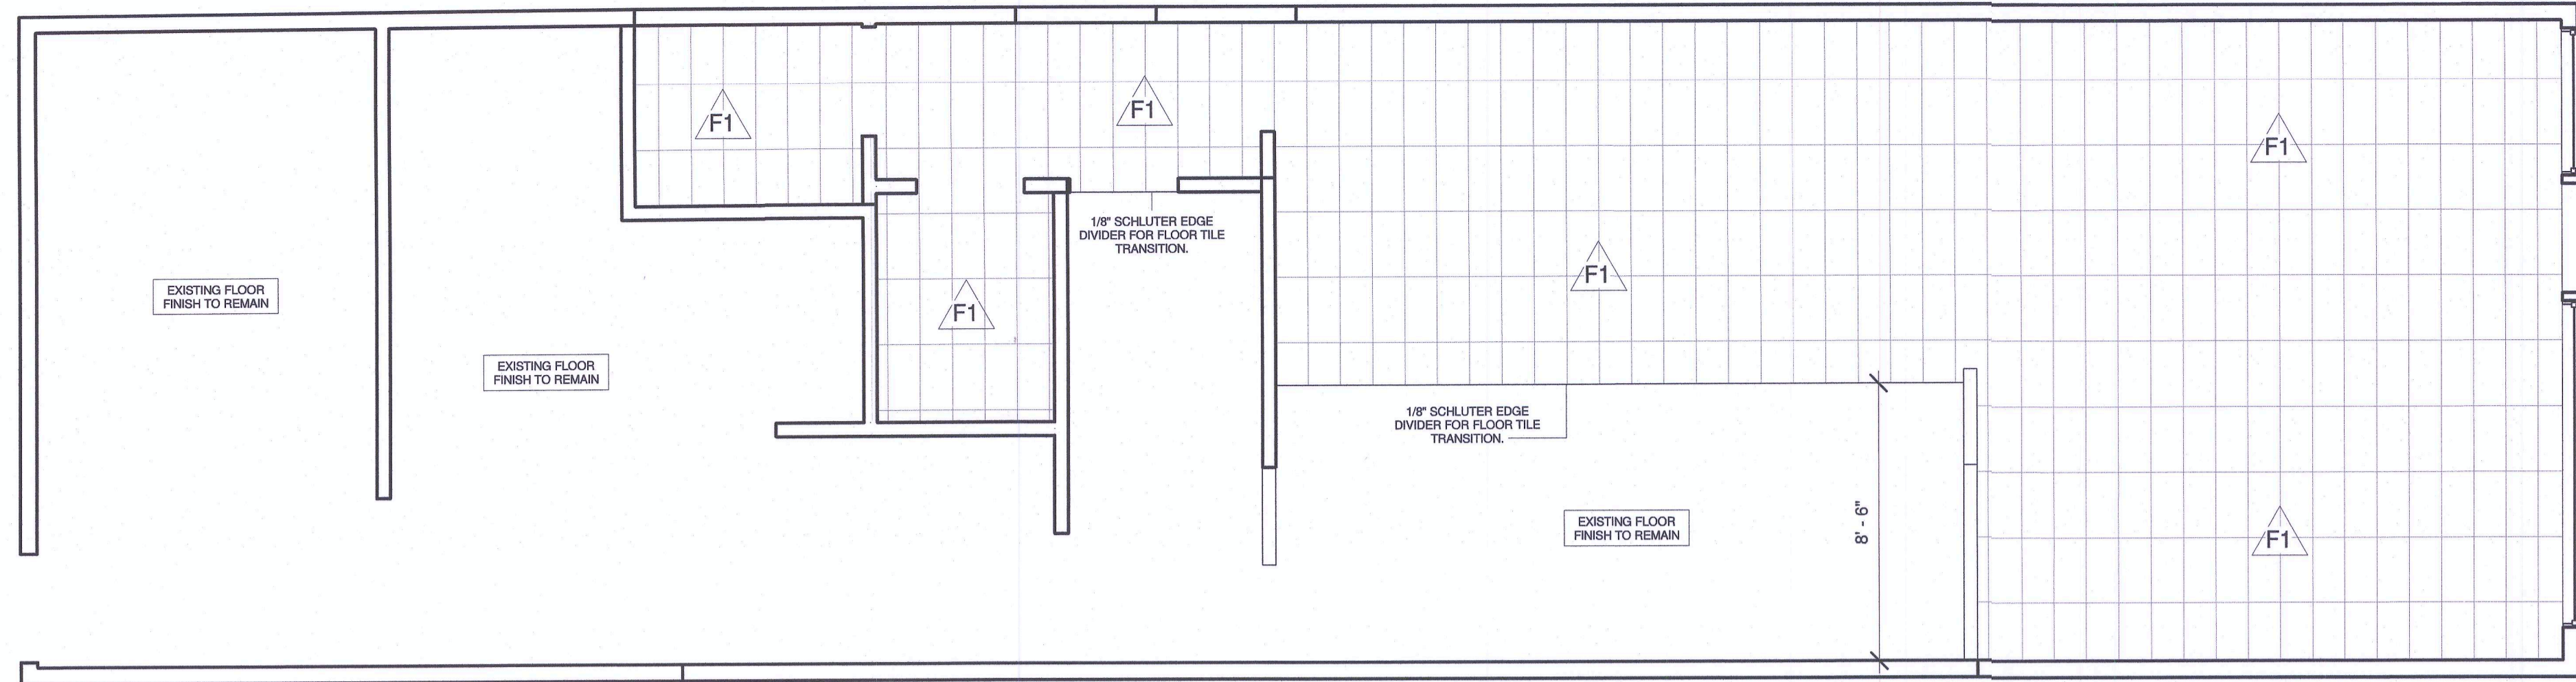 F1
F1
F1
1/8" SCHLUTER EDGE
DIVIDER FOR FLOOR TILE
TRANSITION.
F1
EXISTING FLOOR
FINISH TO REMAIN
F1
EXISTING FLOOR
FINISH TO REMAIN
1/8" SCHLUTER EDGE
DIVIDER FOR FLOOR TILE
TRANSITION.
EXISTING FLOOR
FINISH TO REMAIN
8' - 6"
F1